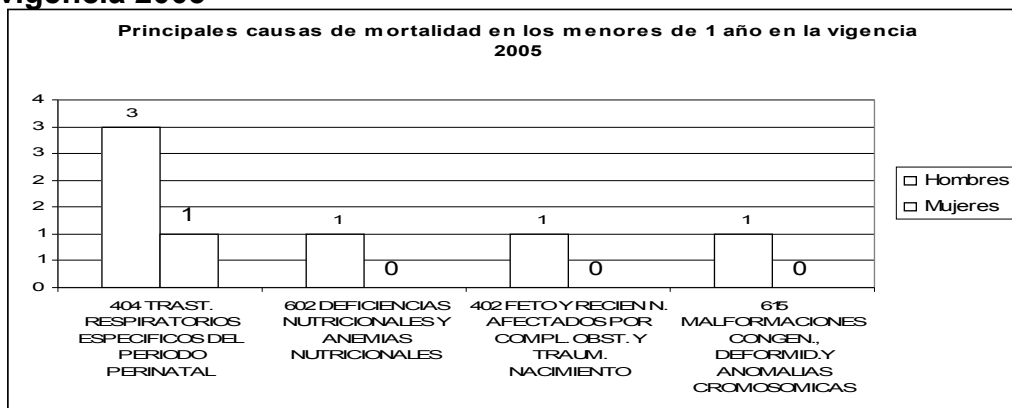 vigencia 2005
Principales causas de mortalidad en los menores de 1 año en la vigencia
2005
4
3
3
2
2
1
1
0
3
1
1
0
1
0
1
0
Hombres
Mujeres
404 TRAST.
RESPIRATORIOS
ESPECIFICOS DEL
PERIODO
PERINATAL
602 DEFICIENCIAS
NUTRICIONALES Y
ANEMIAS
NUTRICIONALES
402 FETO Y RECIEN N.
AFECTADOS POR
COMPL. OBST. Y
TRAUM.
NACIMIENTO
615
MALFORMACIONES
CONGEN.,
DEFORMID.Y
ANOMALIAS
CROMOSOMICAS